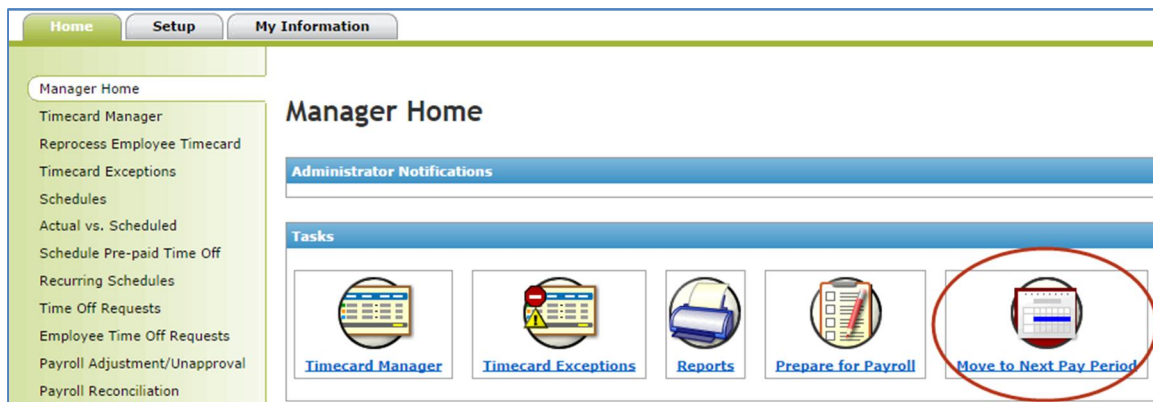 Home Setup My Information
Manager Home
Timecard Manager
Reprocess Employee Timecard
Timecard Exceptions
Schedules
Actual vs. Scheduled
Schedule Pre-paid Time Off
Recurring Schedules
Time Off Requests
Employee Time Off Requests
Payroll Adjustment/Unapproval
Payroll Reconciliation
Manager Home
Administrator Notifications
Tasks
Timecard Manager Timecard Exceptions Reports Prepare for Payroll Move to Next Pay Period